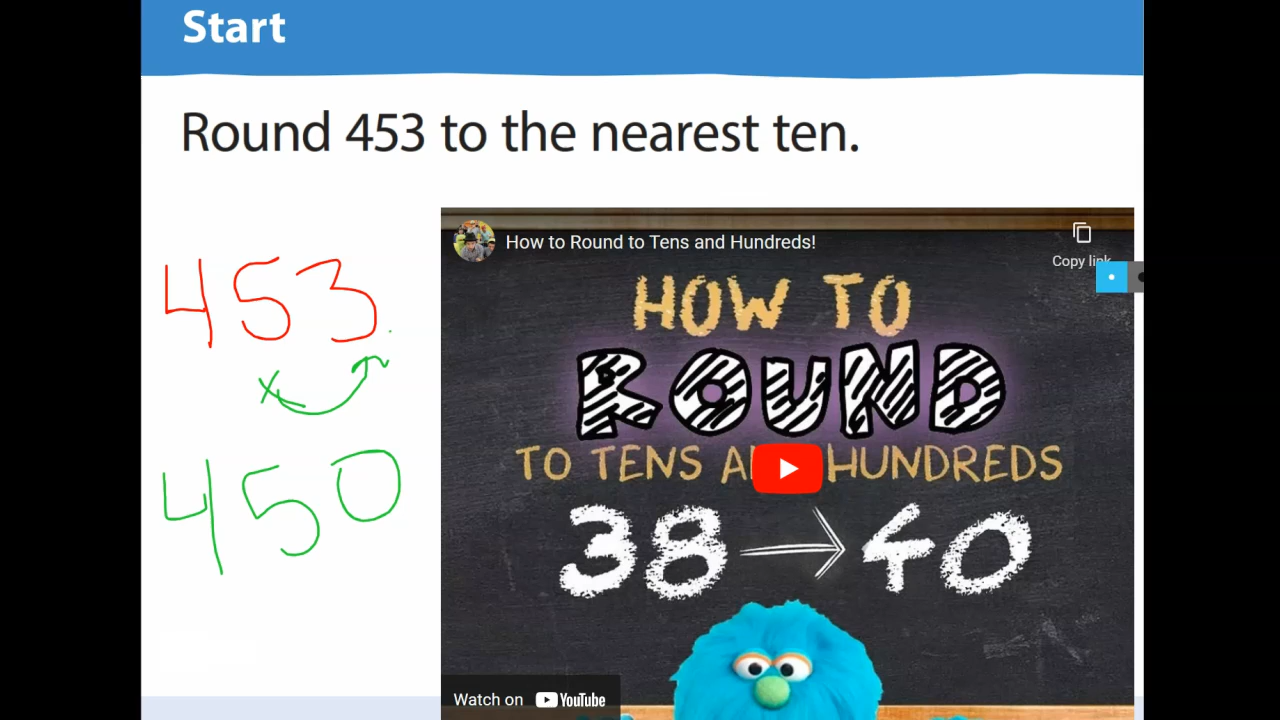 Start
Round 453 to the nearest ten.
453
450
How to Round to Tens and Hundreds!
Copy link
HOW TO
ROUND
TO TENS A HUNDREDS
38 → 40
Watch on YouTube